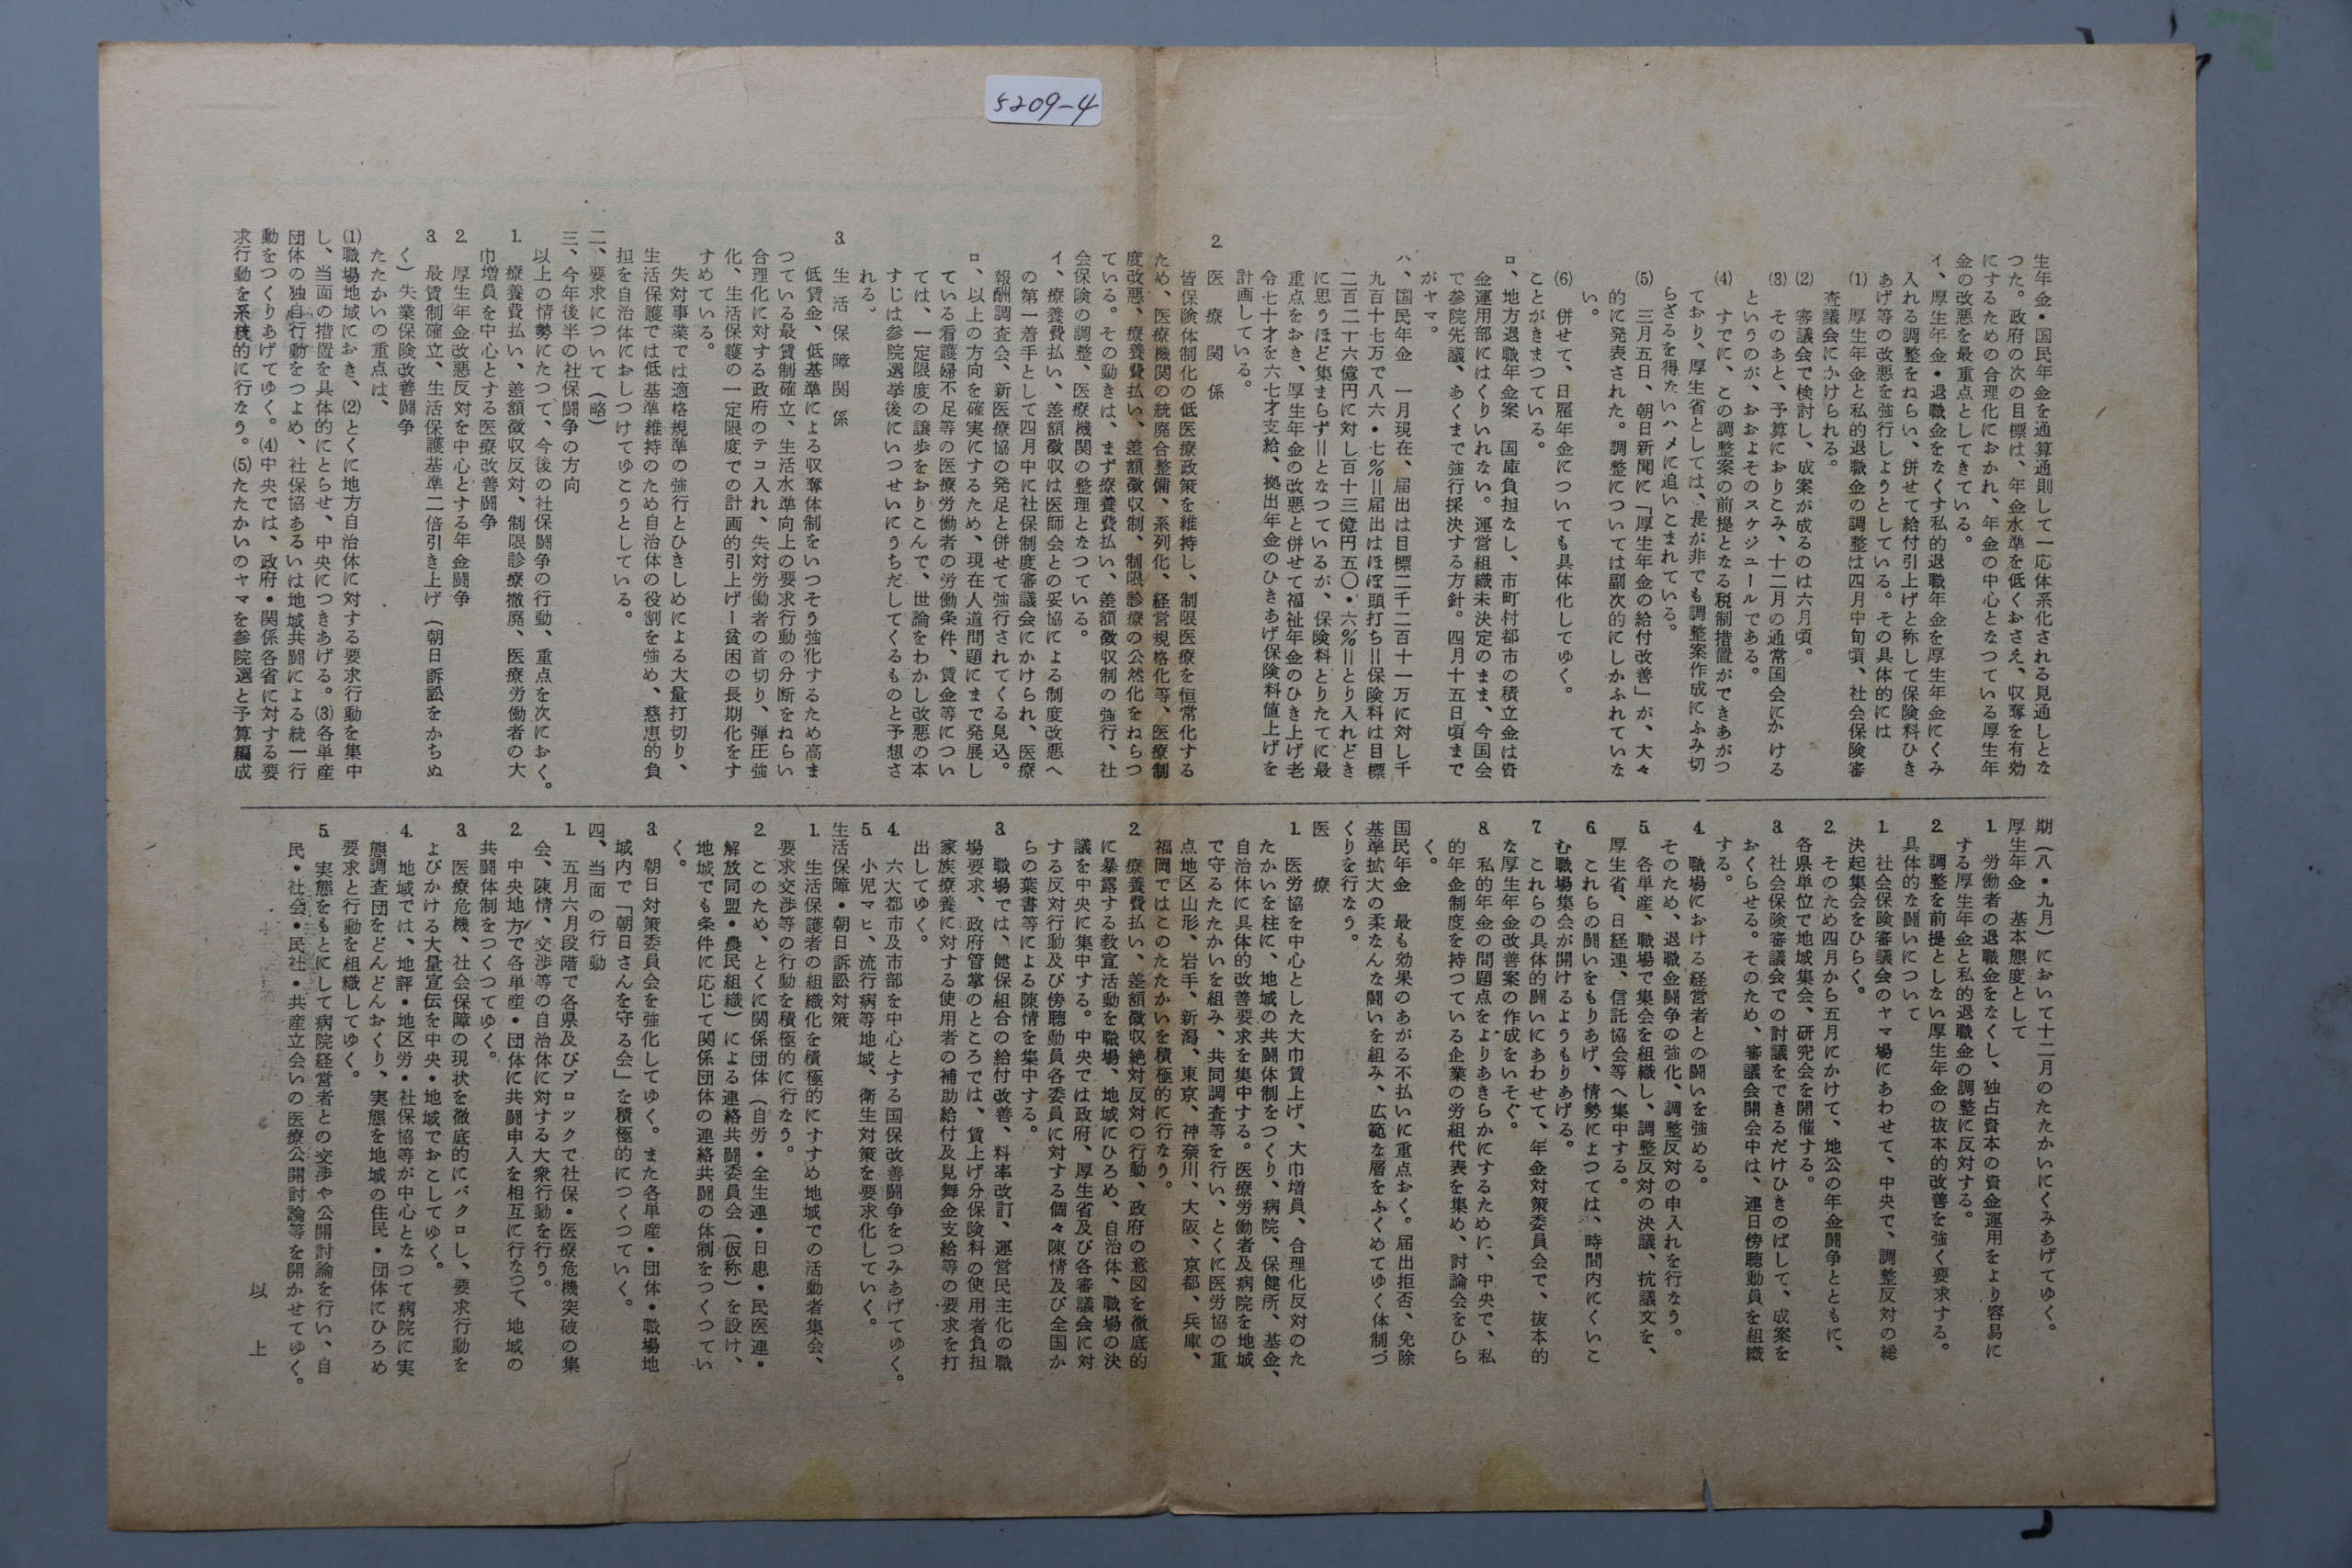 5209-4
生年金・国民年金を通算通則して一応体系化される見通しとな
つた。政府の次の目標は、年金水準を低くおさえ、収奪を有効
にするための合理化におかれ、年金の中心となつている厚生年
金の改悪を最重点としてきている。
イ、厚生年金・退職金をなくす私的退職年金を厚生年金にくみ
入れる調整をねらい、併せて給付引上げと称して保険料ひき
あげ等の改悪を強行しようとしている。その具体的には
(1) 厚生年金と私的退職金の調整は四月中旬頃、社会保険審
査議会にかけられる。
(2) 審議会で検討し、成案が成るのは六月頃。
(3) そのあと、予算におりこみ、十二月の通常国会にかける
というのが、おおよそのスケジュールである。
(4) すでに、この調整案の前提となる税制措置ができあがつ
ており、厚生省としては、是が非でも調整案作成にふみ切
らざるを得たいハメに追いこまれている。
(5) 三月五日、朝日新聞に「厚生年金の給付改善」が、大々
的に発表された。調整については副次的にしかふれていな
い。
(6) 併せて、日雇年金についても具体化してゆく。
ことがきまつている。
ロ、地方退職年金案　国庫負担なし、市町村都市の積立金は資
金運用部にはくりいれない。運営組織未決定のまま、今国会
で参院先議、あくまで強行採決する方針。四月十五日頃まで
がヤマ。
ハ、国民年金　一月現在、届出は目標二千二百十一万に対し千
九百十七万で八六・七％＝届出はほぼ頭打ち＝保険料は目標
二百二十六億円に対し百十三億円五〇・六％＝とり入れどき
に思うほど集まらず＝となつているが、保険料とりたてに最
重点をおき、厚生年金の改悪と併せて福祉年金のひき上げ老
令七十才を六七才支給、拠出年金のひきあげ保険料値上げを
計画している。
2. 医療関係
皆保険体制化の低医療政策を維持し、制限医療を恒常化する
ため、医療機関の統廃合整備、系列化、経営規格化等、医療制
度改悪、療養費払い、差額徴収制、制限診療の公然化をねらつ
ている。その動きは、まず療養費払い、差額徴収制の強行、社
会保険の調整、医療機関の整理となつている。
イ、療養費払い、差額徴収は医師会との妥協による制度改悪へ
の第一着手として四月中に社保制度審議会にかけられ、医療
報酬調査会、新医療協の発足と併せて強行されてくる見込。
ロ、以上の方向を確実にするため、現在人道問題にまで発展し
ている看護婦不足等の医療労働者の労働条件、賃金等につい
ては、一定限度の譲歩をおりこんで、世論をわかし改悪の本
すじは参院選挙後にいつせいにうちだしてくるものと予想さ
れる。
3. 生活保障関係
低賃金、低基準による収奪体制をいつそう強化するため高ま
つている最賃制確立、生活水準向上の要求行動の分断をねらい
合理化に対する政府のテコ入れ、失対労働者の首切り、弾圧強
化、生活保護の一定限度での計画的引上げー貧困の長期化をす
すめている。
失対事業では適格規準の強行とひきしめによる大量打切り、
生活保護では低基準維持のため自治体の役割を強め、慈恵的負
担を自治体におしつけてゆこうとしている。
二、要求について（略）
三、今年後半の社保闘争の方向
以上の情勢にたつて、今後の社保闘争の行動、重点を次におく。
1. 療養費払い、差額徴収反対、制限診療撤廃、医療労働者の大
巾増員を中心とする医療改善闘争
2. 厚生年金改悪反対を中心とする年金闘争
3. 最賃制確立、生活保護基準二倍引き上げ（朝日訴訟をかちぬ
く）失業保険改善闘争
たたかいの重点は、
(1)職場地域におき、(2)とくに地方自治体に対する要求行動を集中
し、当面の措置を具体的にとらせ、中央につきあげる。(3)各単産
団体の独自行動をつよめ、社保協あるいは地域共闘による統一行
動をつくりあげてゆく。(4)中央では、政府・関係各省に対する要
求行動を系統的に行なう。(5)たたかいのヤマを参院選と予算編成
期（八・九月）において十二月のたたかいにくみあげてゆく。
厚生年金　基本態度として
1. 労働者の退職金をなくし、独占資本の資金運用をより容易に
する厚生年金と私的退職金の調整に反対する。
2. 調整を前提としない厚生年金の抜本的改善を強く要求する。
具体的な闘いについて
1. 社会保険審議会のヤマ場にあわせて、中央で、調整反対の総
決起集会をひらく。
2. そのため四月から五月にかけて、地公の年金闘争とともに、
各県単位で地域集会、研究会を開催する。
3. 社会保険審議会での討議をできるだけひきのばして、成案を
おくらせる。そのため、審議会開会中は、連日傍聴動員を組織
する。
4. 職場における経営者との闘いを強める。
そのため、退職金闘争の強化、調整反対の申入れを行なう。
5. 各単産、職場で集会を組織し、調整反対の決議、抗議文を、
厚生省、日経連、信託協会等へ集中する。
6. これらの闘いをもりあげ、情勢によつては、時間内にくいこ
む職場集会が開けるようもりあげる。
7. これらの具体的闘いにあわせて、年金対策委員会で、抜本的
な厚生年金改善案の作成をいそぐ。
8. 私的年金の問題点をよりあきらかにするために、中央で、私
的年金制度を持つている企業の労組代表を集め、討論会をひら
く。
国民年金　最も効果のあがる不払いに重点おく。届出拒否、免除
基準拡大の柔なんな闘いを組み、広範な層をふくめてゆく体制づ
くりを行なう。
医療
1. 医労協を中心とした大巾賃上げ、大巾増員、合理化反対のた
たかいを柱に、地域の共闘体制をつくり、病院、保健所、基金、
自治体に具体的改善要求を集中する。医療労働者及病院を地域
で守るたたかいを組み、共同調査等を行い、とくに医労協の重
点地区山形、岩手、新潟、東京、神奈川、大阪、京都、兵庫、
福岡ではこのたたかいを積極的に行なう。
2. 療養費払い、差額徴収絶対反対の行動、政府の意図を徹底的
に暴露する教宣活動を職場、地域にひろめ、自治体、職場の決
議を中央に集中する。中央では政府、厚生省及び各審議会に対
する反対行動及び傍聴動員各委員に対する個々陳情及び全国か
らの葉書等による陳情を集中する。
3. 職場では、健保組合の給付改善、料率改訂、運営民主化の職
場要求、政府管掌のところでは、賃上げ分保険料の使用者負担
家族療養に対する使用者の補助給付及見舞金支給等の要求を打
出してゆく。
4. 六大都市及市部を中心とする国保改善闘争をつみあげてゆく。
5. 小児マヒ、流行病等地域、衛生対策を要求化していく。
生活保障・朝日訴訟対策
1. 生活保護者の組織化を積極的にすすめ地域での活動者集会、
要求交渉等の行動を積極的に行なう。
2. このため、とくに関係団体（自労・全生連・日患・民医連・
解放同盟・農民組織）による連絡共闘委員会（仮称）を設け、
地域でも条件に応じて関係団体の連絡共闘の体制をつくつてい
く。
3. 朝日対策委員会を強化してゆく。また各単産・団体・職場地
域内で「朝日さんを守る会」を積極的につくつていく。
四、当面の行動
1. 五月六月段階で各県及びブロックで社保・医療危機突破の集
会、陳情、交渉等の自治体に対する大衆行動を行う。
2. 中央地方で各単産・団体に共闘申入を相互に行なつて、地域の
共闘体制をつくつてゆく。
3. 医療危機、社会保障の現状を徹底的にバクロし、要求行動を
よびかける大量宣伝を中央・地域でおこしてゆく。
4. 地域では、地評・地区労・社保協等が中心となつて病院に実
態調査団をどんどんおくり、実態を地域の住民・団体にひろめ
要求と行動を組織してゆく。
5. 実態をもとにして病院経営者との交渉や公開討論を行い、自
民・社会・民社・共産立会いの医療公開討論等を開かせてゆく。
以上